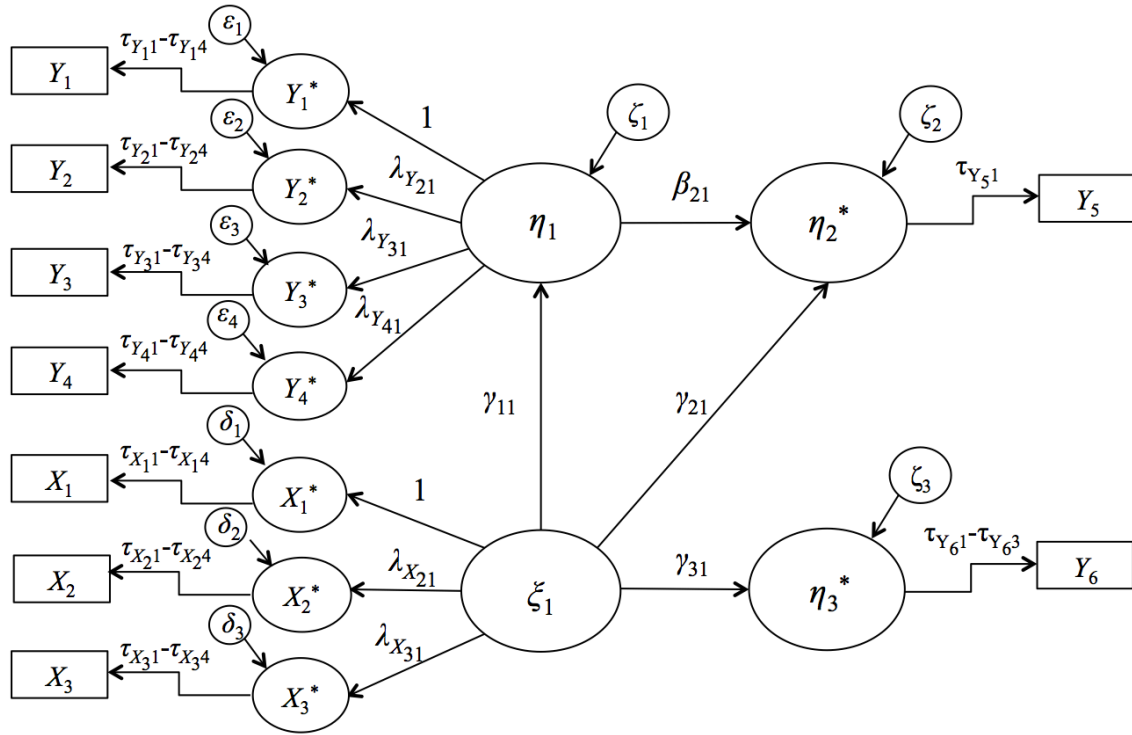 τY₁1-τY₁4
ε₁
Y₁
Y₁*
1
ζ₁
ζ₂
τY₂1-τY₂4
ε₂
Y₂
Y₂*
λY₂₁
η₁
β₂₁
η₂*
τY₅1
Y₅
τY₃1-τY₃4
ε₃
Y₃
Y₃*
λY₃₁
τY₄1-τY₄4
ε₄
Y₄
Y₄*
λY₄₁
γ₁₁
γ₂₁
τX₁1-τX₁4
δ₁
X₁
X₁*
1
ζ₃
τX₂1-τX₂4
δ₂
X₂
X₂*
λX₂₁
ξ₁
γ₃₁
η₃*
τY₆1-τY₆3
Y₆
τX₃1-τX₃4
δ₃
X₃
X₃*
λX₃₁